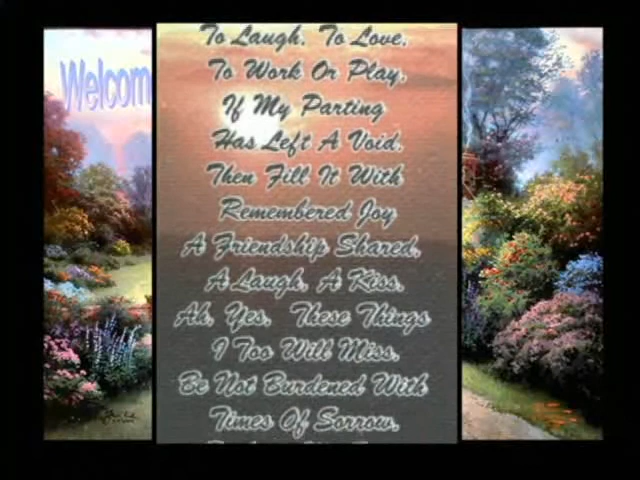 Welcom
To Laugh, To Love,
To Work Or Play,
If My Parting
Has Left A Void,
Then Fill It With
Remembered Joy
A Friendship Shared,
A Laugh, A Kiss,
Ah, Yes, These Things
I Too Will Miss.
Be Not Burdened With
Times Of Sorrow,